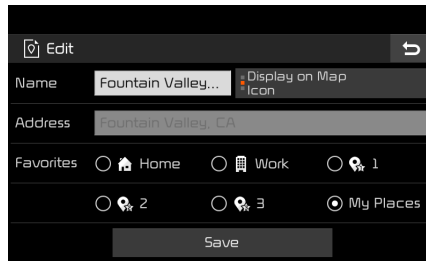 Edit
Name Fountain Valley... Display on Map
Icon
Address Fountain Valley, CA
Favorites Home Work 1
2 3 My Places
Save